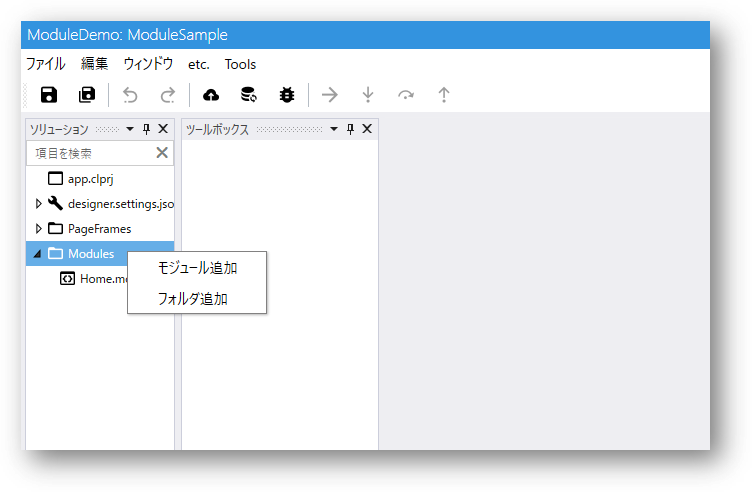 ModuleDemo: ModuleSample
ファイル 編集 ウィンドウ etc. Tools
ソリューション
ツールボックス
項目を検索
app.clprj
designer.settings.jso
PageFrames
Modules
モジュール追加
Home.mo
フォルダ追加